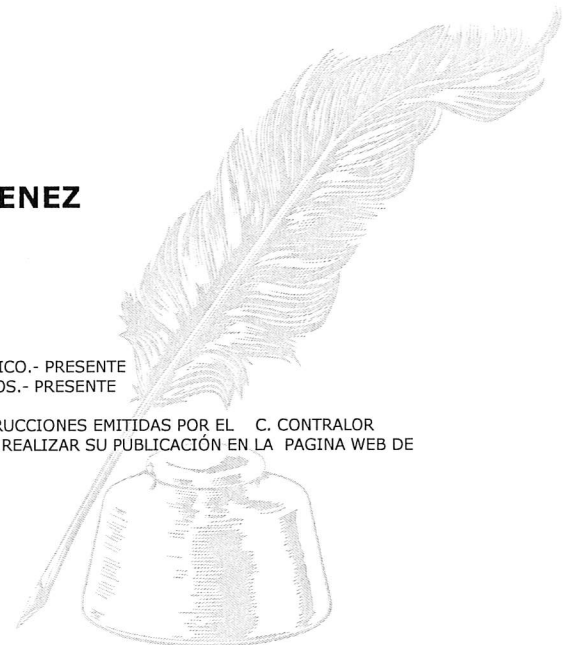 ENEZ
ICO.- PRESENTE
OS.- PRESENTE
RUCCIONES EMITIDAS POR EL C. CONTRALOR
REALIZAR SU PUBLICACIÓN EN LA PAGINA WEB DE